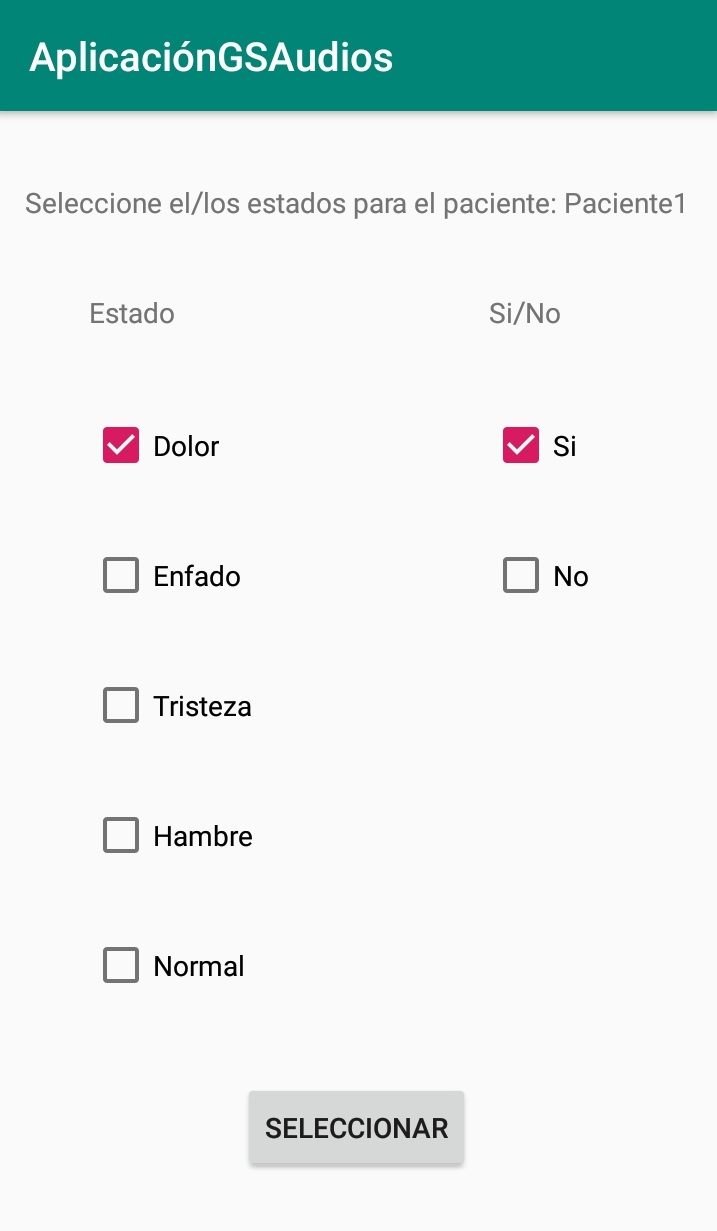 AplicaciónGSAudios
Seleccione el/los estados para el paciente: Paciente1
Estado Si/No
Dolor Si
Enfado No
Tristeza
Hambre
Normal
SELECCIONAR